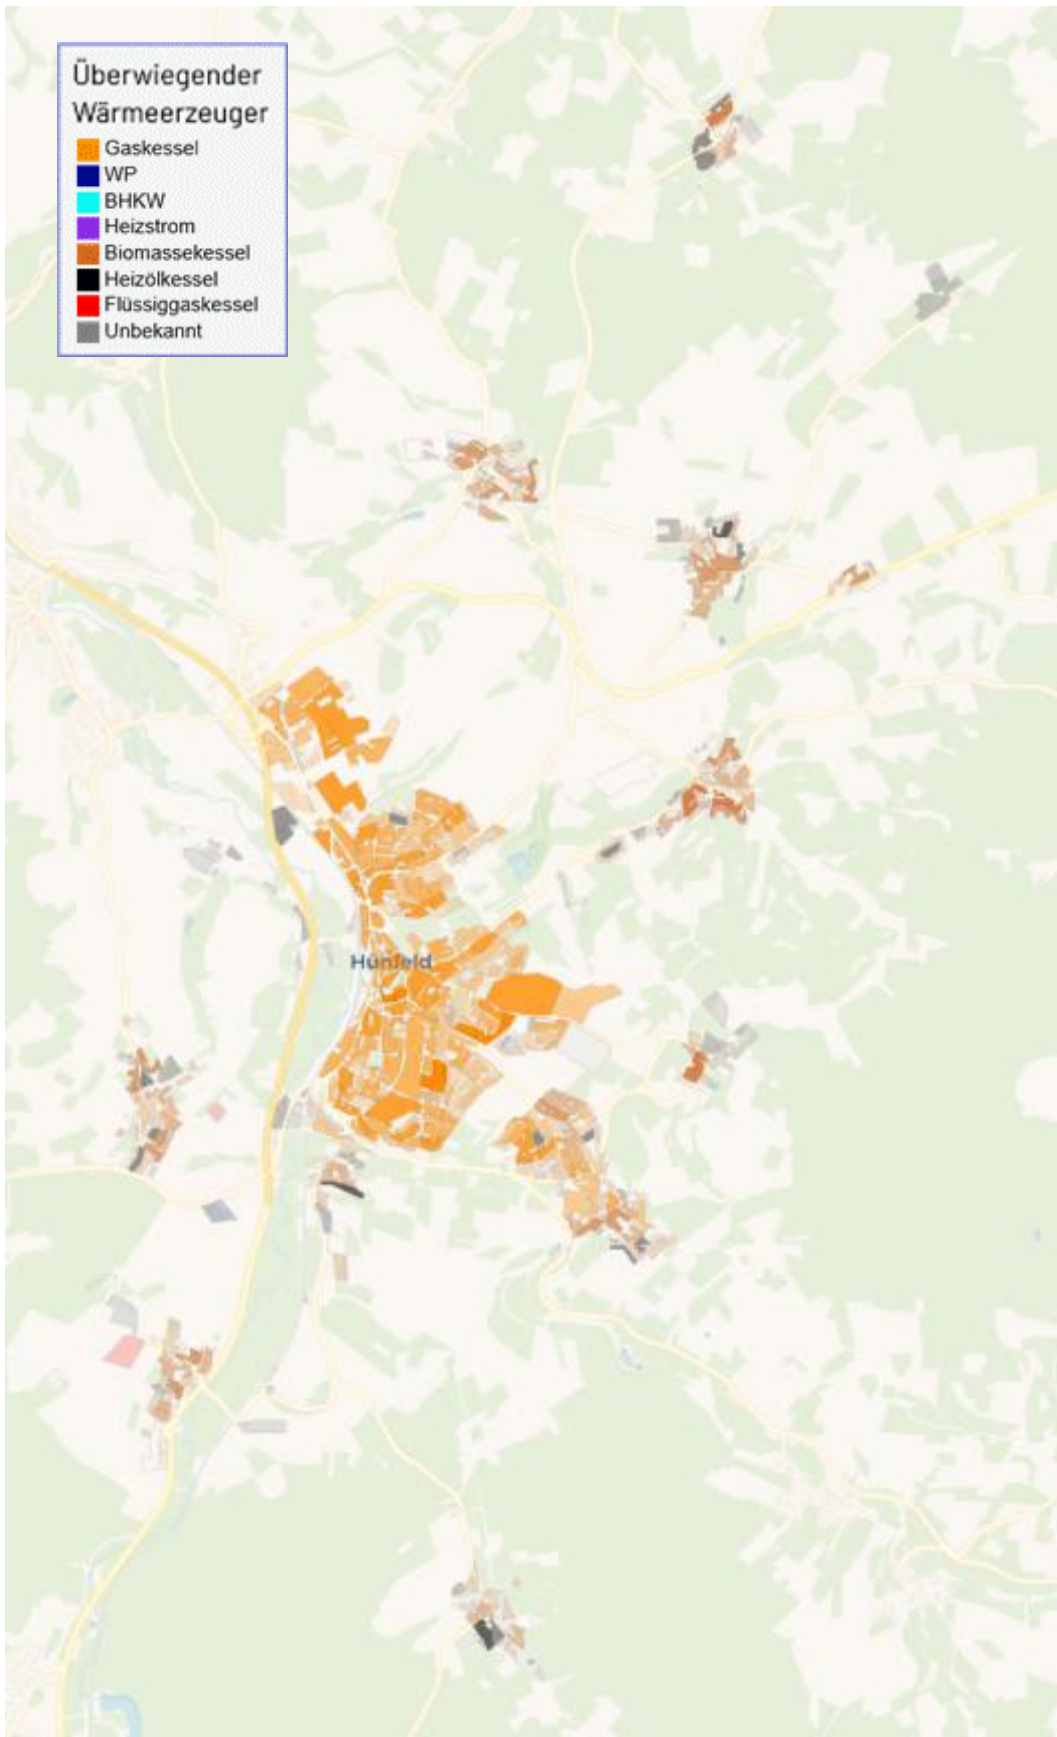 Überwiegender
Wärmeerzeuger
Gaskessel
WP
BHKW
Heizstrom
Biomassekessel
Heizölkessel
Flüssiggaskessel
Unbekannt
Hünfeld